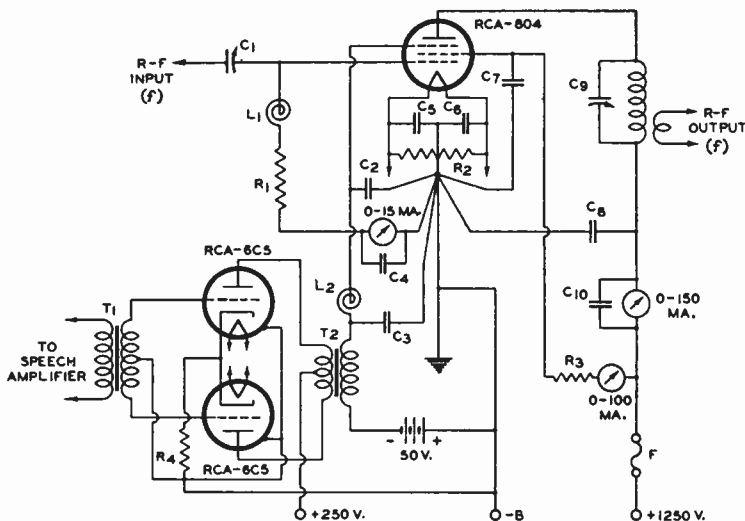 RCA-804
R-F
INPUT
(f)
C1
C7
C9
R-F
OUTPUT
(f)
L1
C5
C6
R2
R1
C2
0-15 MA.
C8
C4
RCA-6C5
L2
C3
C10
0-150
MA.
T1
T2
TO
SPEECH
AMPLIFIER
R3
0-100
MA.
- +
50 V.
R4
RCA-6C5
F
+250 V.
-B
+1250 V.